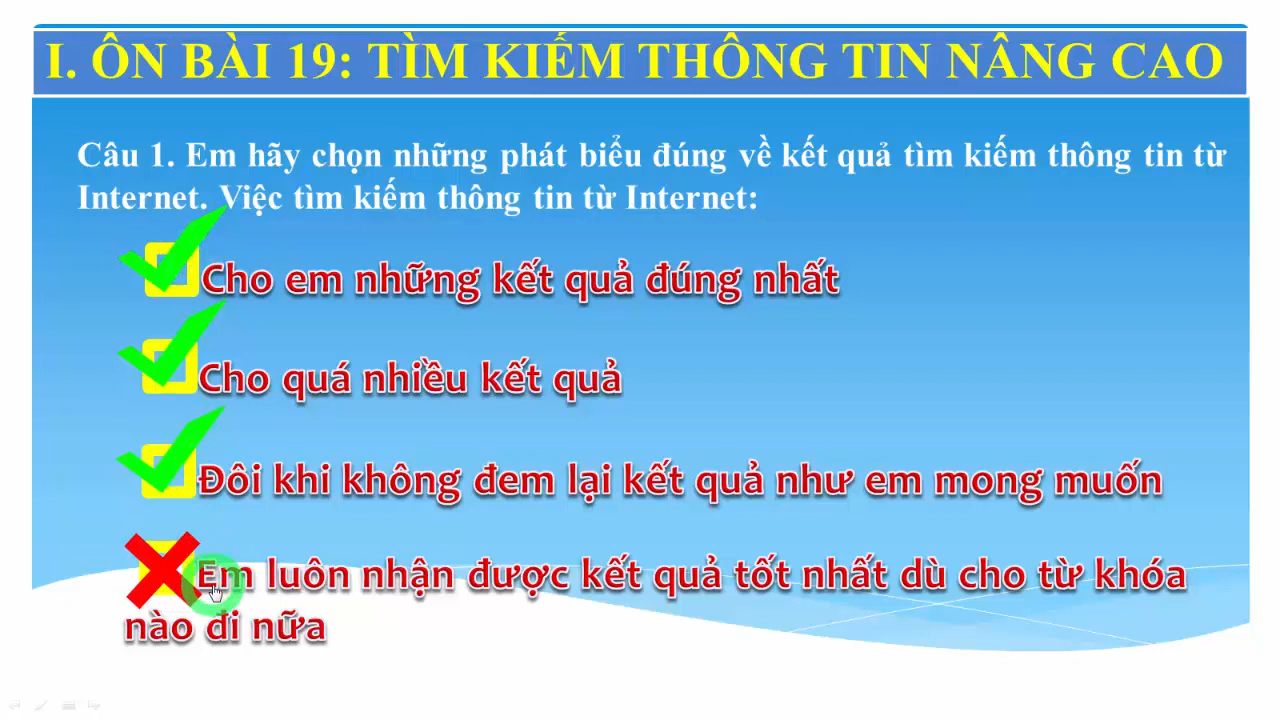 I. ÔN BÀI 19: TÌM KIẾM THÔNG TIN NÂNG CAO
Câu 1. Em hãy chọn những phát biểu đúng về kết quả tìm kiếm thông tin từ
Internet. Việc tìm kiếm thông tin từ Internet:
Cho em những kết quả đúng nhất
Cho quá nhiều kết quả
Đôi khi không đem lại kết quả như em mong muốn
Em luôn nhận được kết quả tốt nhất dù cho từ khóa
nào đi nữa